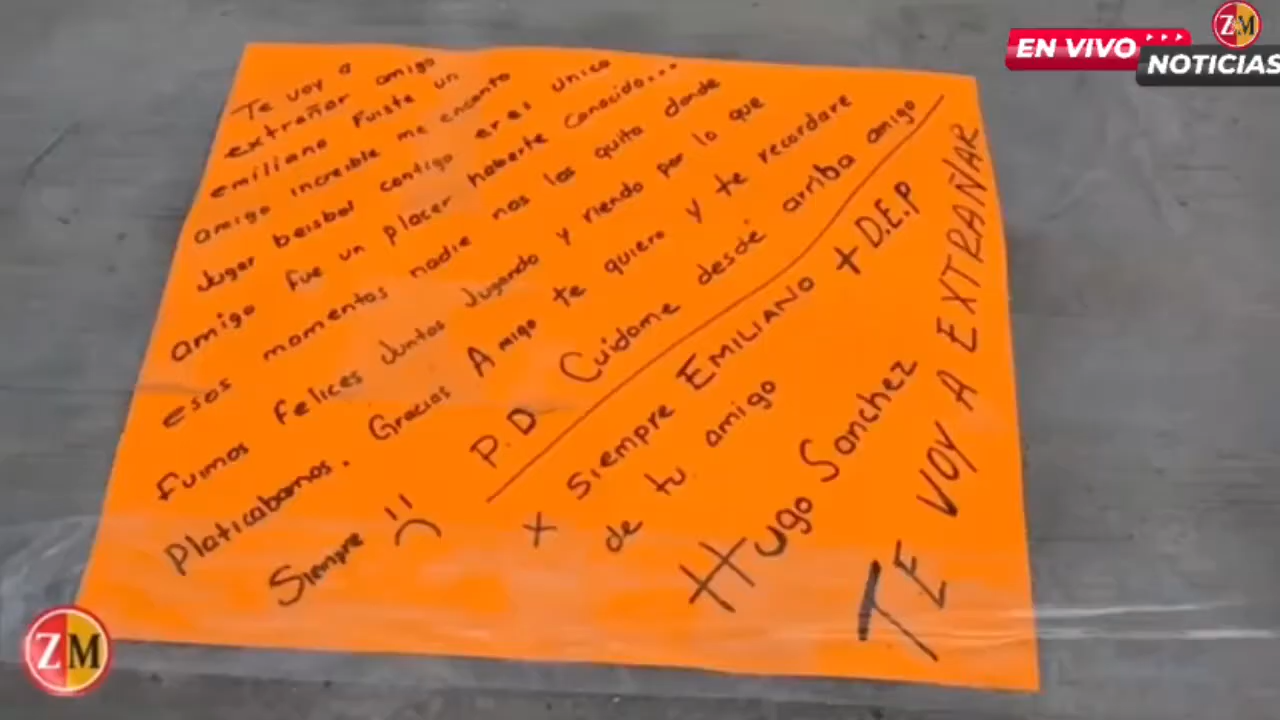 Te voy a
extrañar amigo
emiliano Fuiste un
amigo increible me encanto
Jugar beisbol contigo eres unico
amigo fue un placer haberte conocido...
esos momentos nadie nos los quita donde
Fuimos felices Juntos Jugando y riendo por lo que
Platicabamos. Gracias Amigo te quiero y te recordare
Siempre
P.D Cuidame desde arriba amigo
x siempre EMILIANO + D.E.P
de tu amigo
Hugo Sanchez
TE VOY A EXTRAÑAR
EN VIVO
NOTICIAS
ZM
ZM